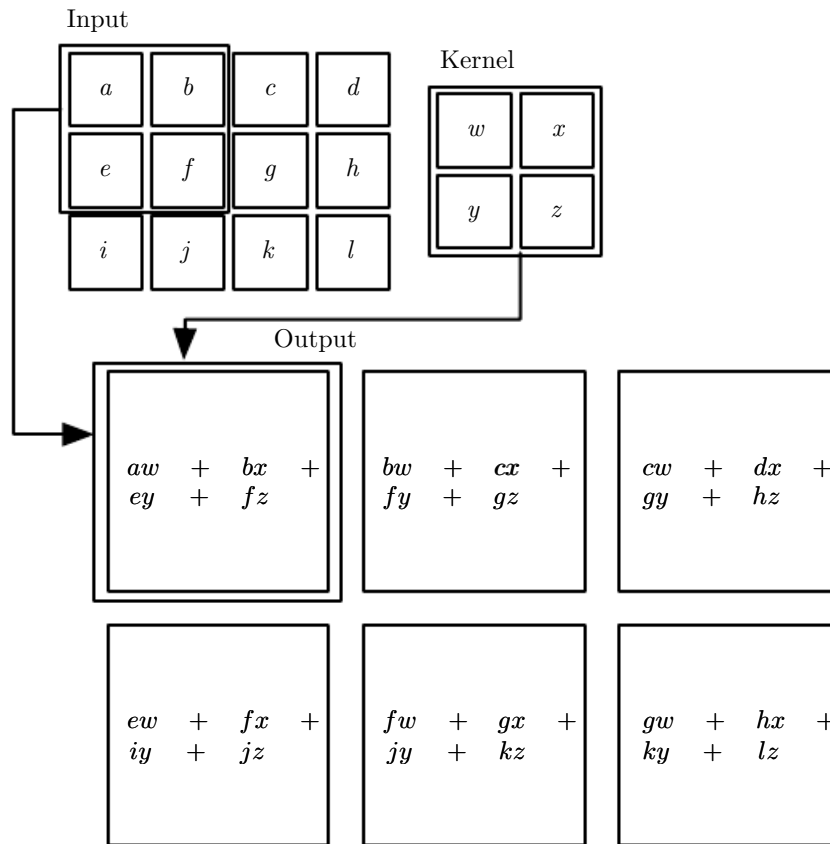 Input
a b c d
e f g h
i j k l
Kernel
w x
y z
Output
aw + bx +
ey + fz
bw + cx +
fy + gz
cw + dx +
gy + hz
ew + fx +
iy + jz
fw + gx +
jy + kz
gw + hx +
ky + lz